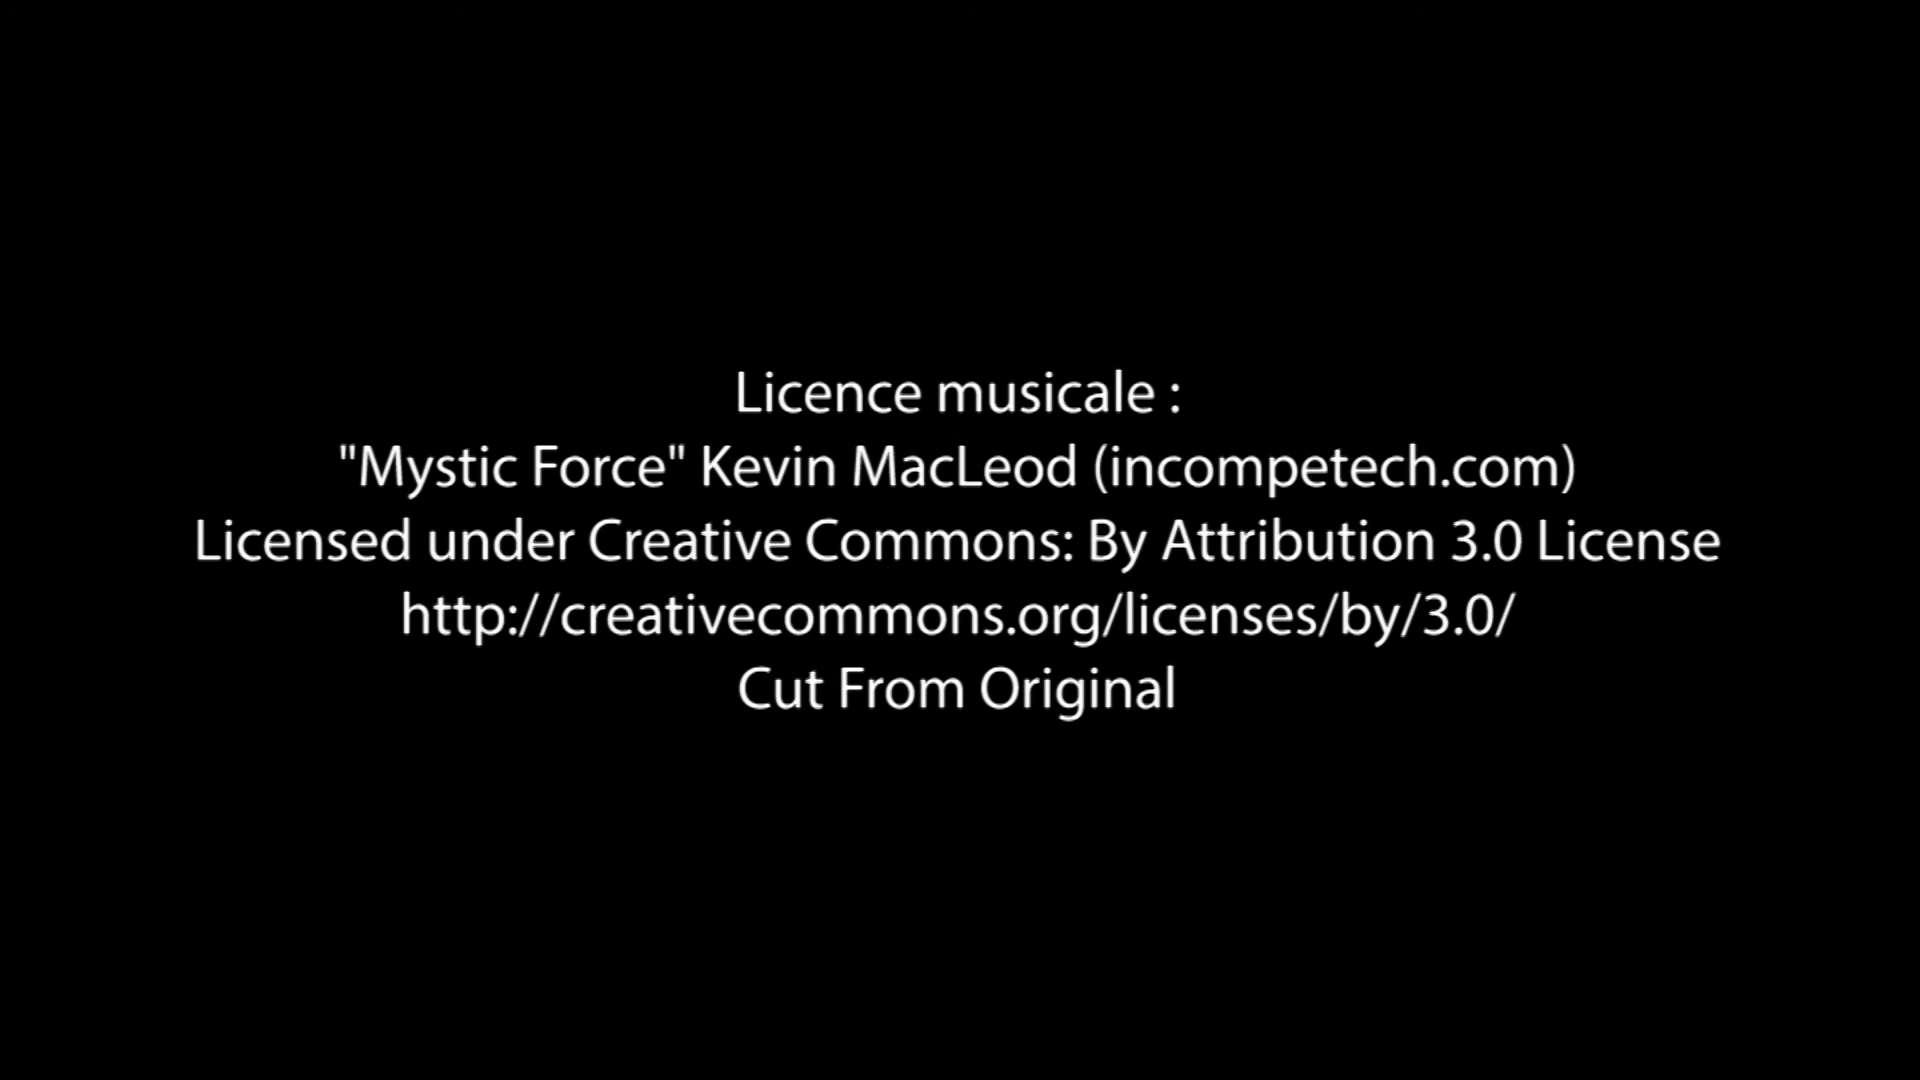 Licence musicale :
"Mystic Force" Kevin MacLeod (incompetech.com)
Licensed under Creative Commons: By Attribution 3.0 License
http://creativecommons.org/licenses/by/3.0/
Cut From Original